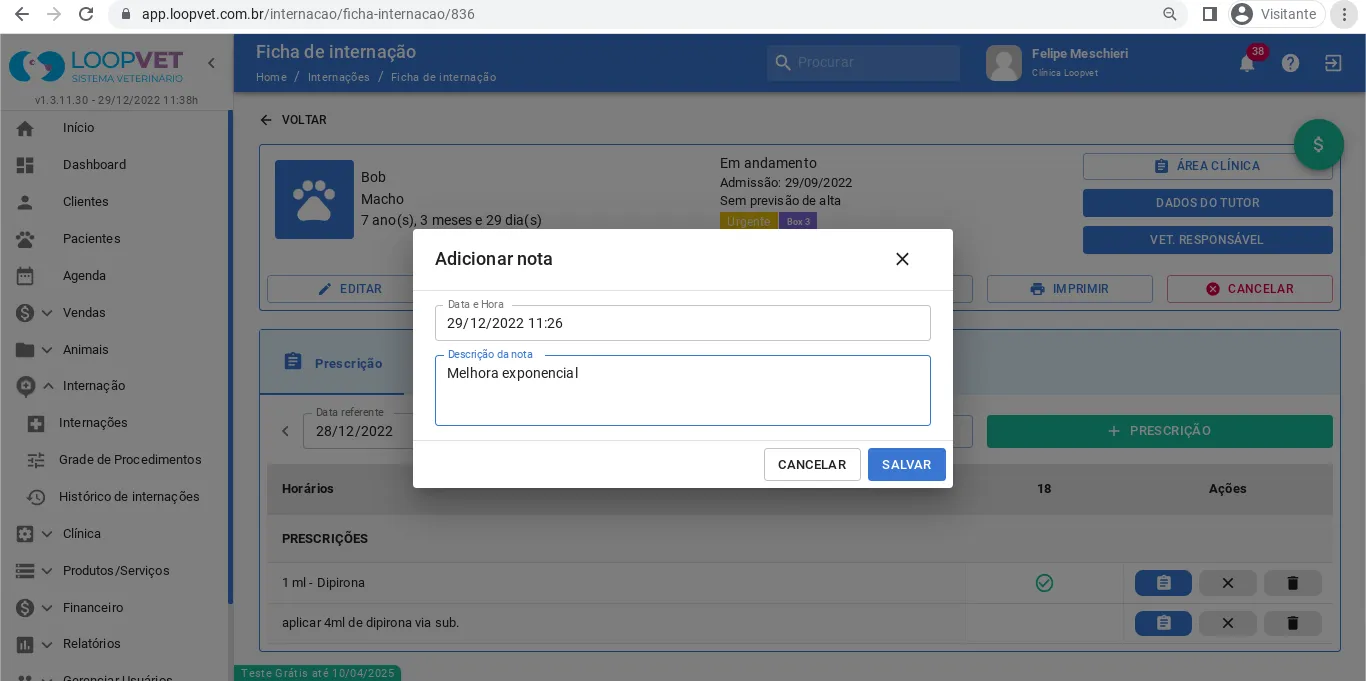 app.loopvet.com.br/internacao/ficha-internacao/836
Visitante
LOOPVET
SISTEMA VETERINÁRIO
v1.3.11.30 - 29/12/2022 11:38h
Início
Dashboard
Clientes
Pacientes
Agenda
Vendas
Animais
Internação
Internações
Grade de Procedimentos
Histórico de internações
Clínica
Produtos/Serviços
Financeiro
Relatórios
Gerenciar Usuários
Ficha de internação
Home / Internações / Ficha de internação
Procurar
Felipe Meschieri
Clínica Loopvet
38
VOLTAR
$
Bob
Macho
7 ano(s), 3 meses e 29 dia(s)
Em andamento
Admissão: 29/09/2022
Sem previsão de alta
Urgente Box 3
ÁREA CLÍNICA
DADOS DO TUTOR
VET. RESPONSÁVEL
EDITAR
IMPRIMIR
CANCELAR
Adicionar nota
Data e Hora
29/12/2022 11:26
Descrição da nota
Melhora exponencial
CANCELAR
SALVAR
Prescrição
Data referente
28/12/2022
PRESCRIÇÃO
Horários 18 Ações
PRESCRIÇÕES
1 ml - Dipirona
aplicar 4ml de dipirona via sub.
Teste Grátis até 10/04/2025